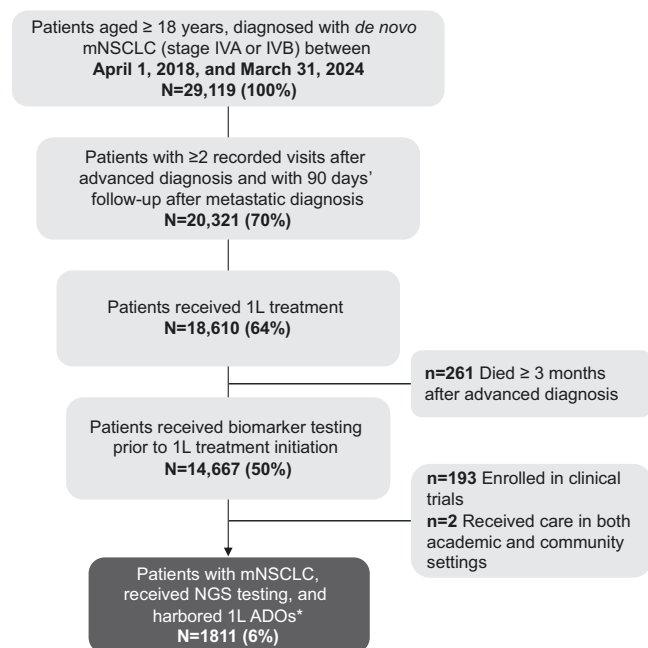 Patients aged ≥ 18 years, diagnosed with de novo
mNSCLC (stage IVA or IVB) between
April 1, 2018, and March 31, 2024
N=29,119 (100%)
Patients with ≥2 recorded visits after
advanced diagnosis and with 90 days’
follow-up after metastatic diagnosis
N=20,321 (70%)
Patients received 1L treatment
N=18,610 (64%)
n=261 Died ≥ 3 months
after advanced diagnosis
Patients received biomarker testing
prior to 1L treatment initiation
N=14,667 (50%)
n=193 Enrolled in clinical
trials
n=2 Received care in both
academic and community
settings
Patients with mNSCLC,
received NGS testing, and
harbored 1L ADOs*
N=1811 (6%)